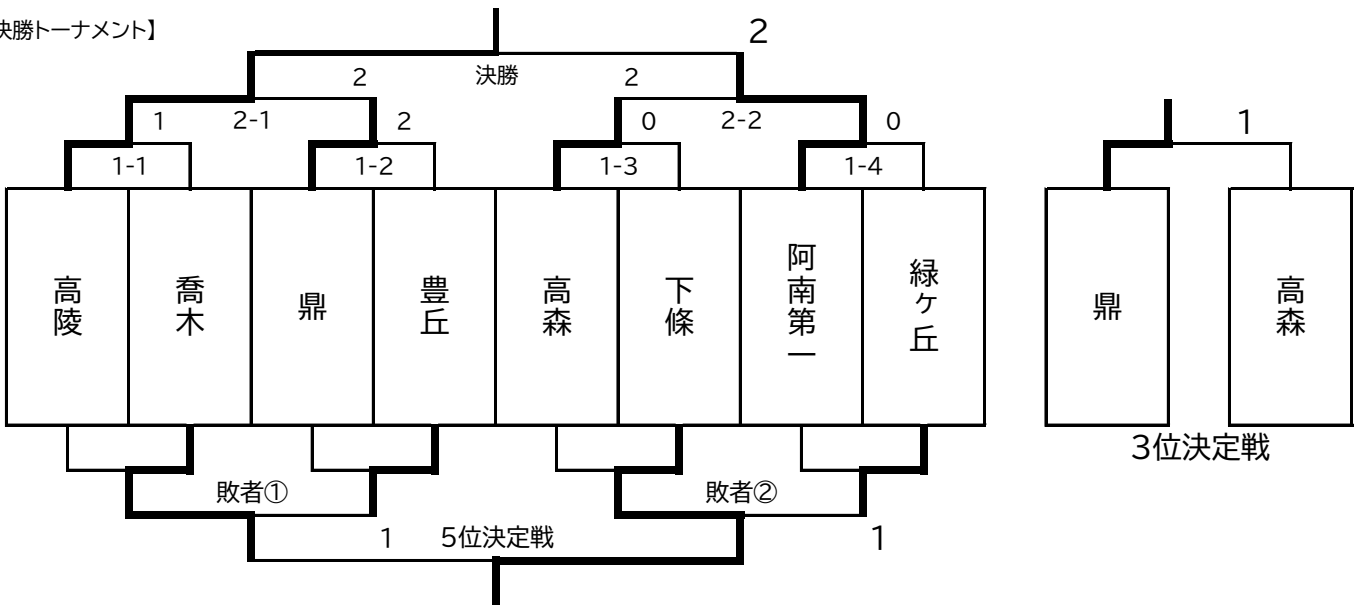 決勝トーナメント】
2
2 決勝 2
1 2-1 2 0 2-2 0 1
1-1 1-2 1-3 1-4
高陵
喬木
鼎
豊丘
高森
下條
阿南第一
緑ヶ丘
鼎
高森
3位決定戦
敗者① 敗者②
1 5位決定戦 1